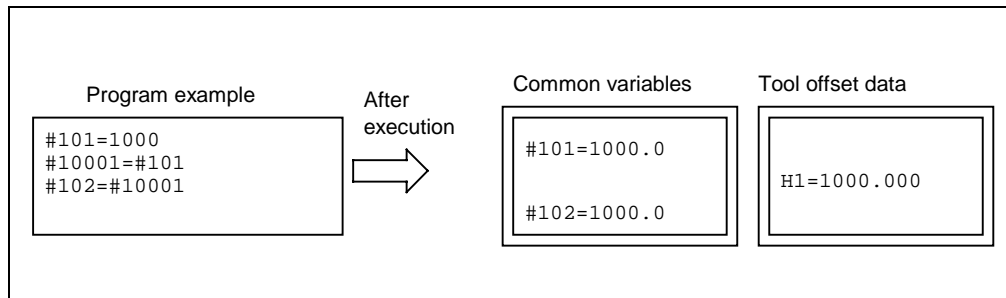 Program example
#101=1000
#10001=#101
#102=#10001
After
execution
Common variables
#101=1000.0
#102=1000.0
Tool offset data
H1=1000.000